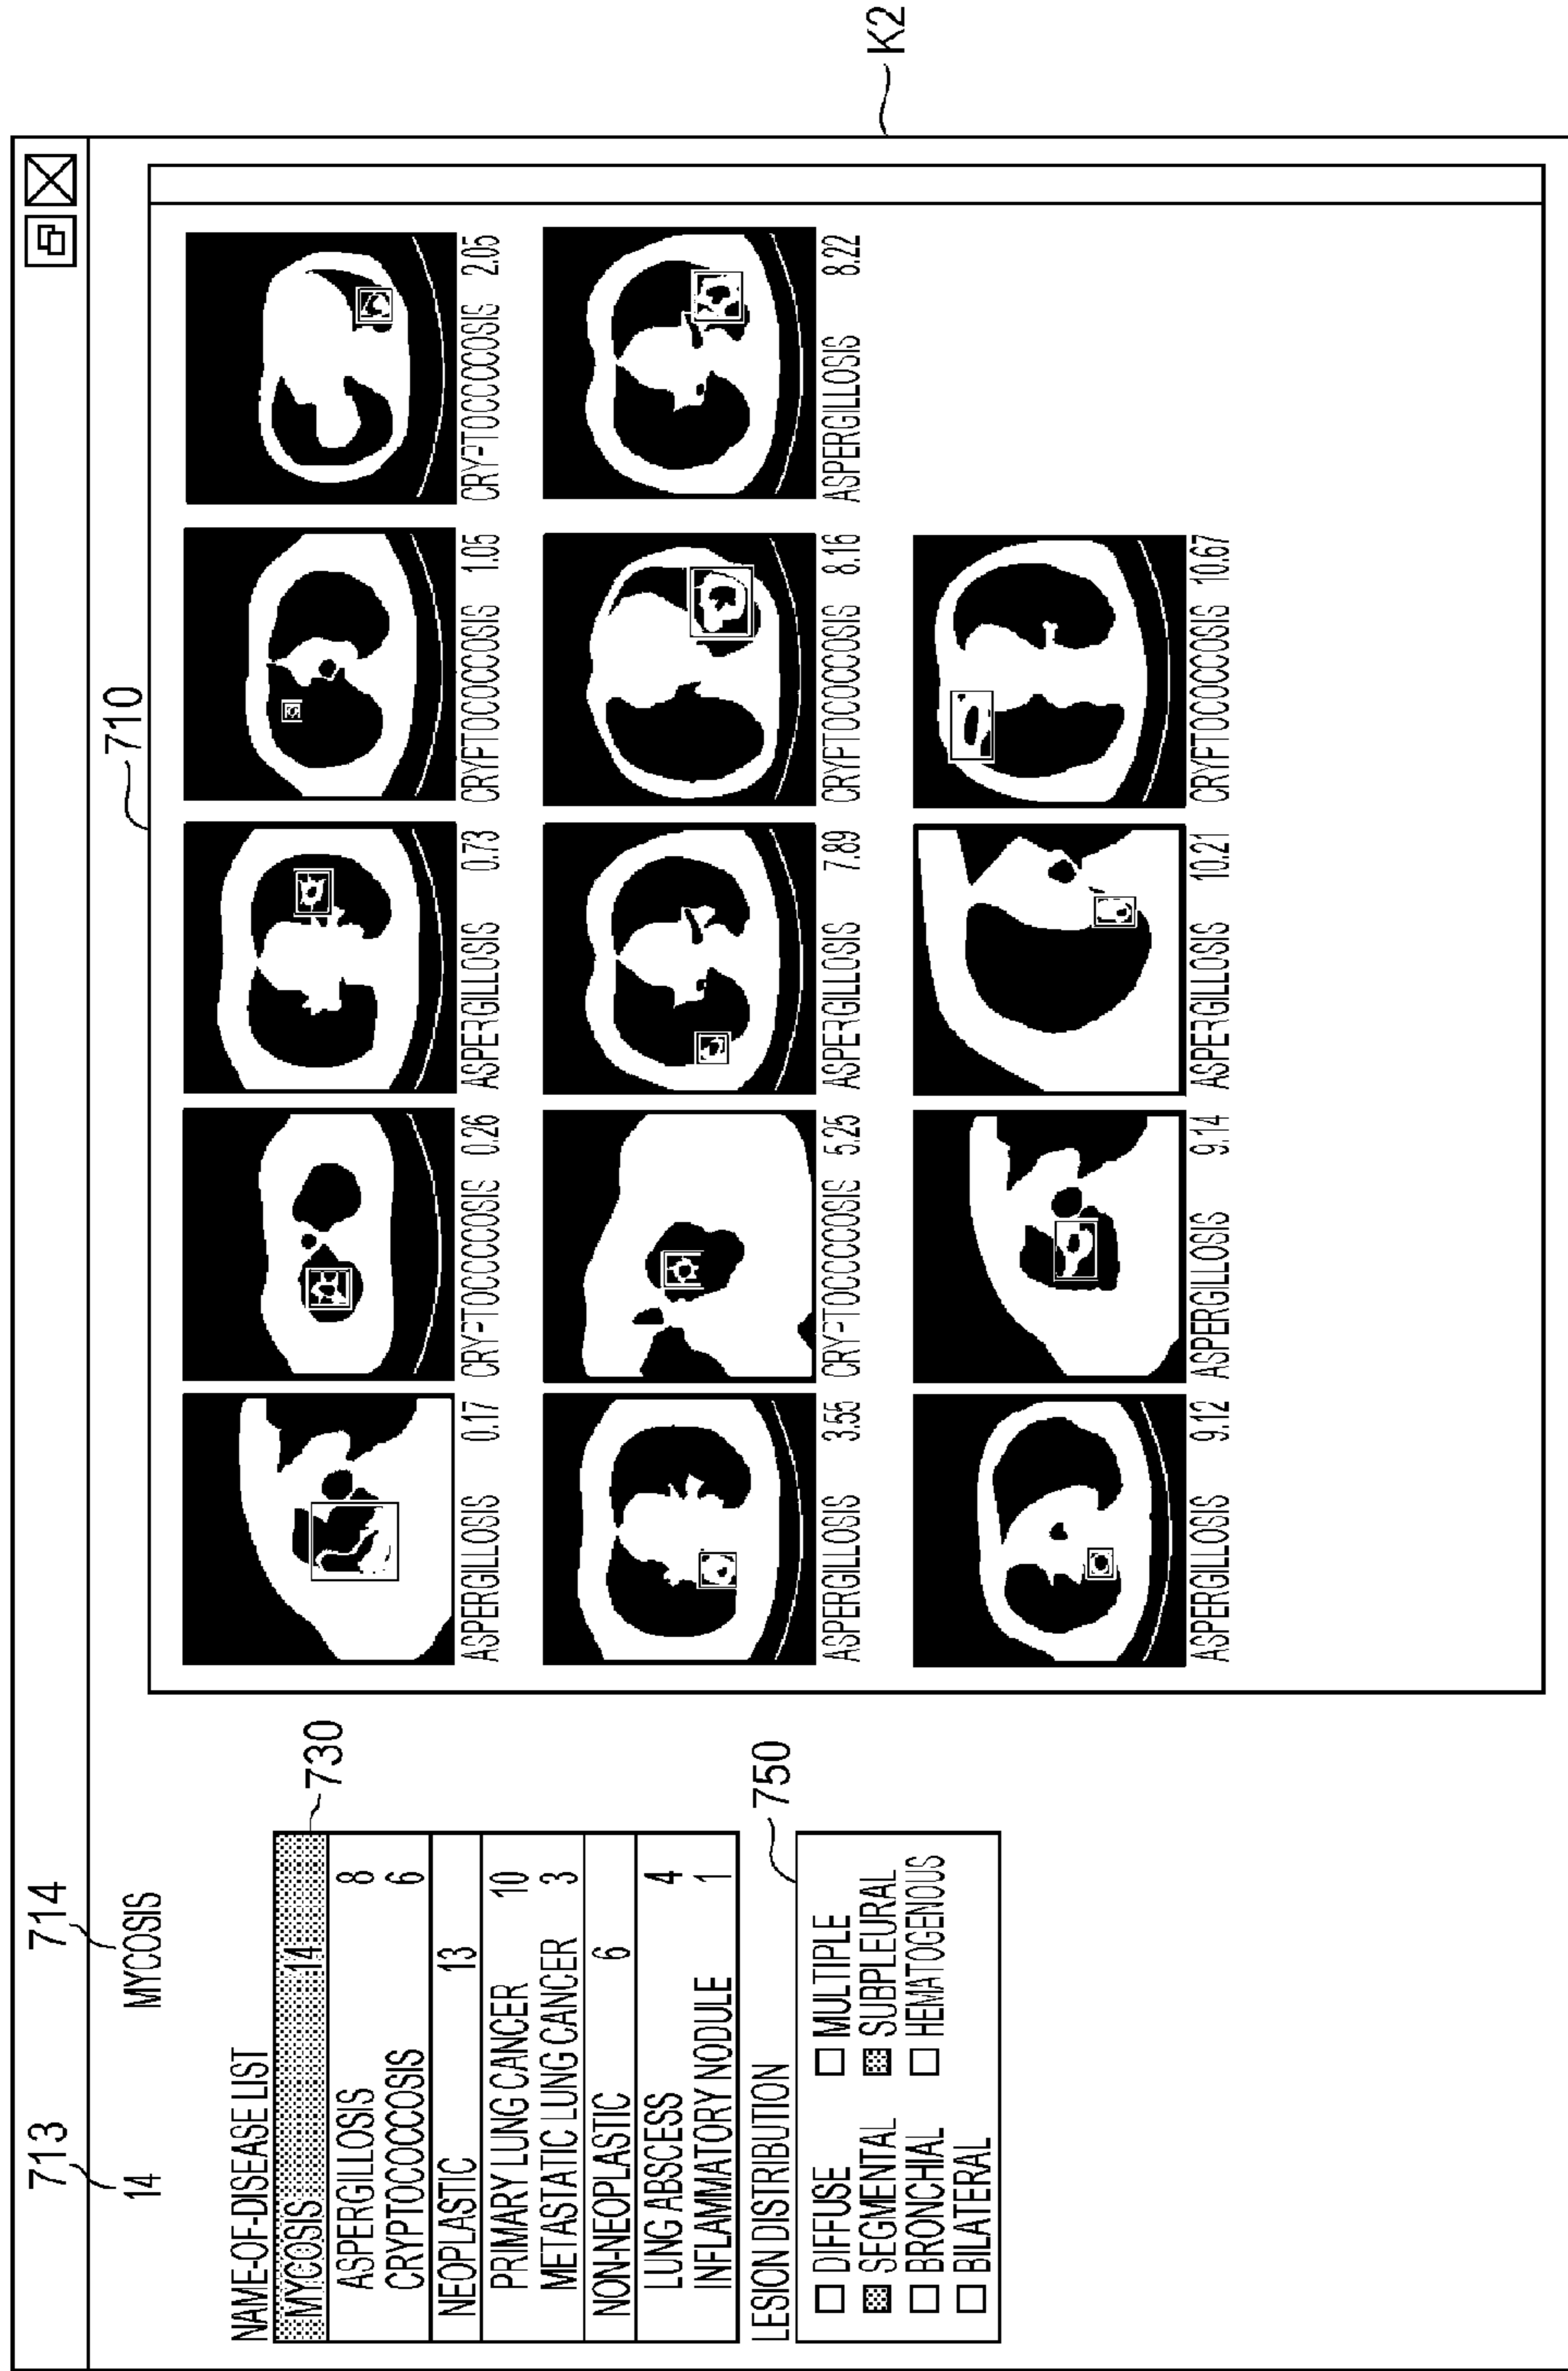 713
714
14
MYCOSIS
NAME-OF-DISEASE LIST
MYCOSIS 14
ASPERGILLOSIS 8
CRYPTOCOCCOSIS 6
NEOPLASTIC 13
PRIMARY LUNG CANCER 10
METASTATIC LUNG CANCER 3
NON-NEOPLASTIC 6
LUNG ABSCESS 4
INFLAMMATORY NODULE 1
730
LESION DISTRIBUTION
750
DIFFUSE MULTIPLE
SEGMENTAL SUBPLEURAL
BRONCHIAL HEMATOGENOUS
BILATERAL
710
ASPERGILLOSIS 0.17 CRYPTOCOCCOSIS 0.26 ASPERGILLOSIS 0.73 CRYPTOCOCCOSIS 1.05 CRYPTOCOCCOSIS 2.05
ASPERGILLOSIS 3.55 CRYPTOCOCCOSIS 5.25 ASPERGILLOSIS 7.89 CRYPTOCOCCOSIS 8.16 ASPERGILLOSIS 8.22
ASPERGILLOSIS 9.12 ASPERGILLOSIS 9.14 ASPERGILLOSIS 10.21 CRYPTOCOCCOSIS 10.67
K2